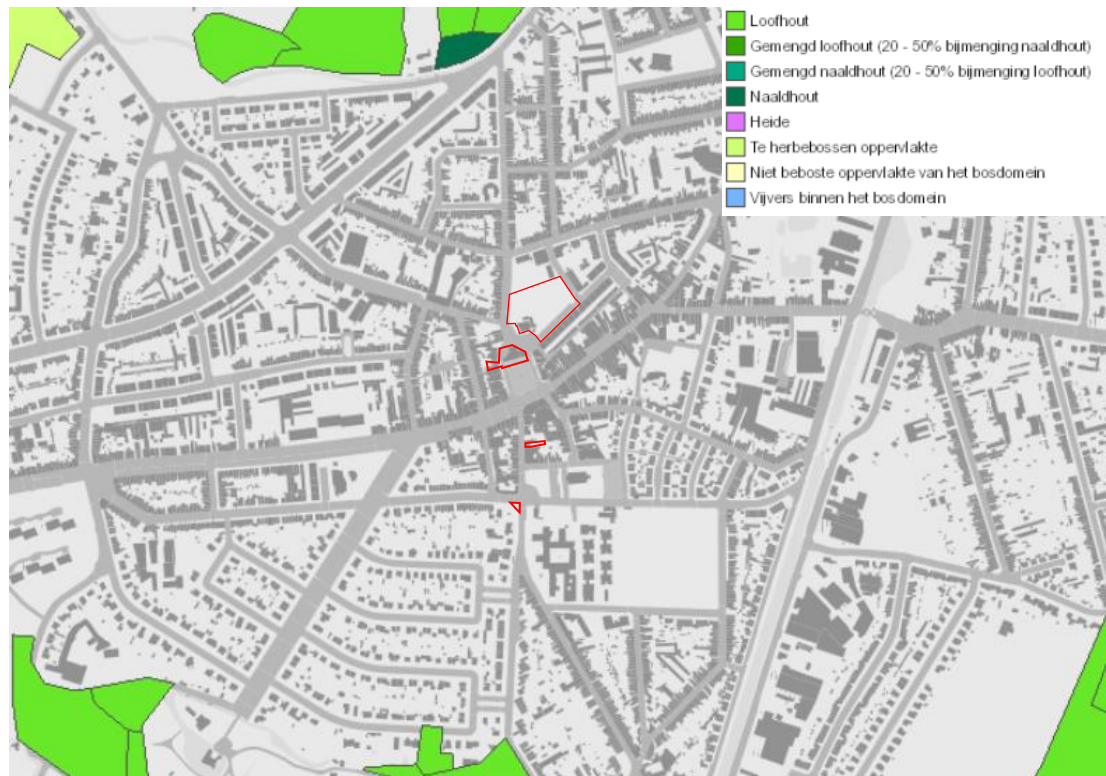 Loofhout
Gemengd loofhout (20 - 50% bijmenging naaldhout)
Gemengd naaldhout (20 - 50% bijmenging loofhout)
Naaldhout
Heide
Te herbebossen oppervlakte
Niet beboste oppervlakte van het bosdomein
Vijvers binnen het bosdomein